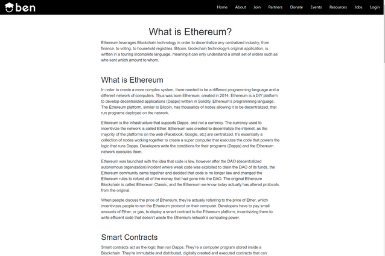 ben
Home About Join Partners Donate Events Resources Jobs Login
What is Ethereum?
Ethereum leverages Blockchain technology in order to decentralize any centralized industry, from
finance, to voting, to household registries. Bitcoin, blockchain technology's original application, is
written in a touring incomplete language, meaning it can only understand a small set of orders such as
who sent which amount to whom.
What is Ethereum
In order to create a more complex system, there needed to be a different programming language and a
different network of computers. Thus was born Ethereum, created in 2014. Ethereum is a DIY platform
to develop decentralized applications (Dapps) written in Solidity, Ethereum's programming language.
The Ethereum platform, similar to Bitcoin, has thousands of nodes allowing it to be decentralized, that
run programs deployed on the network.
Ethereum is the infrastructure that supports Dapps, and not a currency. The currency used to
incentivize the network is called Ether. Ethereum was created to decentralize the internet, as the
majority of the platforms on the web (Facebook, Google, etc) are centralized. It's essentially a
collection of nodes working together to create a super computer that executes the code that powers the
logic that runs Dapps. Developers write the conditions for their programs (Dapps) and the Ethereum
network executes them.
Ethereum was founded with the idea that code is law, however after the DAO (decentralized
autonomous organization) incident where weak code was exploited to drain the DAO of its funds, the
Ethereum community came together and decided that code is no longer law and changed the
Ethereum rules to refund all of the money that had gone into the DAO. The original Ethereum
Blockchain is called Ethereum Classic, and the Ethereum we know today actually has altered protocols
from the original.
When people discuss the price of Ethereum, they're actually referring to the price of Ether, which
incentivizes people to run the Ethereum protocol on their computer. Developers have to pay small
amounts of Ether, or gas, to deploy a smart contract to the Ethereum platform, incentivizing them to
write efficient code that doesn't waste the Ethereum network's computing power.
Smart Contracts
Smart contracts act as the logic that run Dapps. They're a computer program stored inside a
Blockchain. They're immutable and distributed, digitally created and executed contracts that can